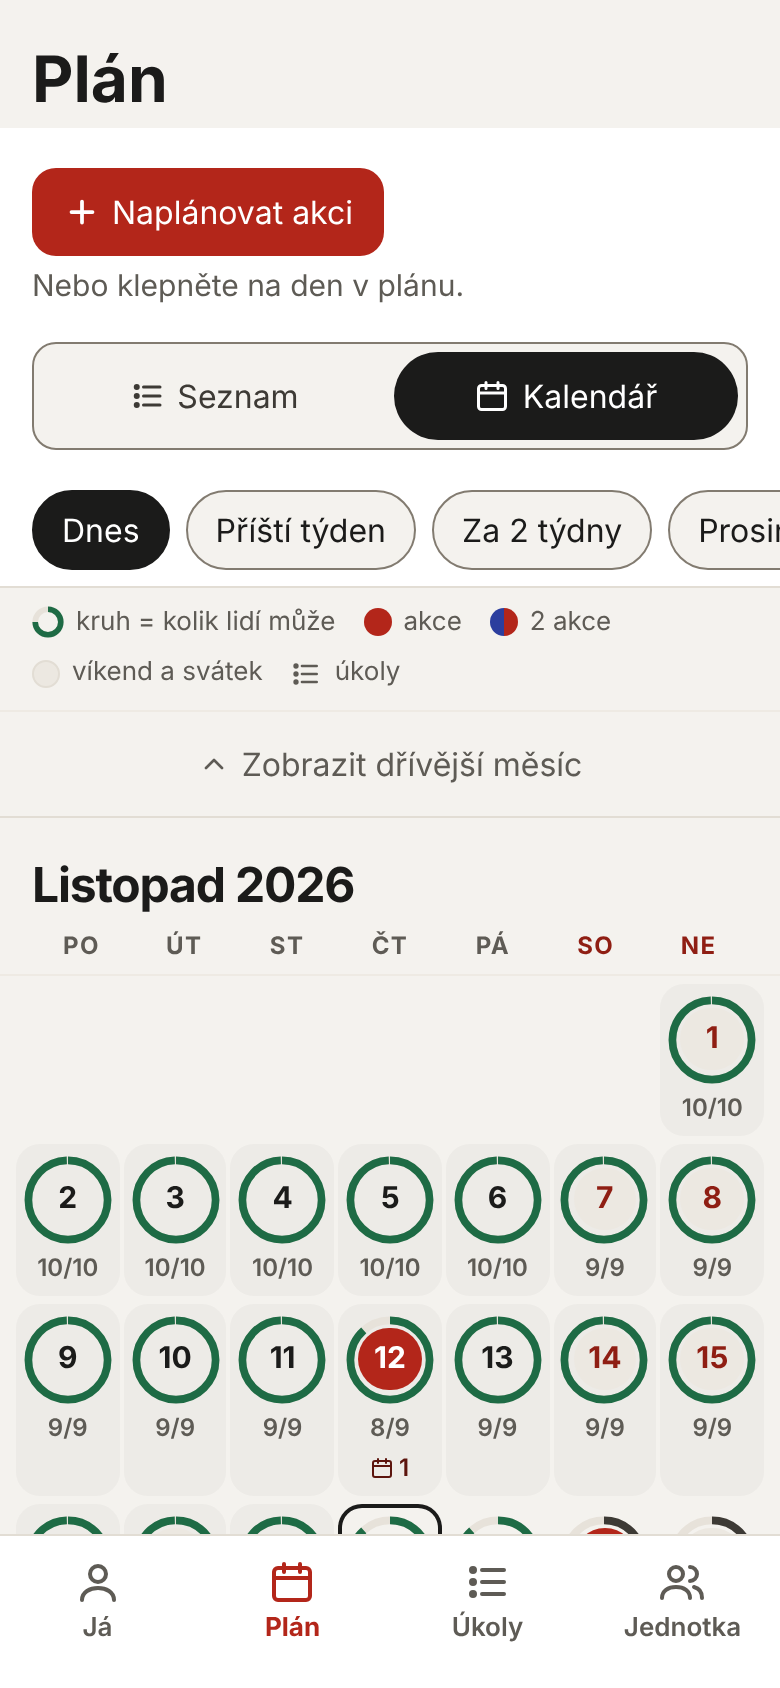 Plán
Naplánovat akci
Nebo klepněte na den v plánu.
Seznam Kalendář
Dnes Příští týden Za 2 týdny
kruh = kolik lidí může akce 2 akce
víkend a svátek úkoly
Zobrazit dřívější měsíc
Listopad 2026
PO ÚT ST ČT PÁ SO NE
1
10/10
2 3 4 5 6 7 8
10/10 10/10 10/10 10/10 10/10 9/9 9/9
9 10 11 12 13 14 15
9/9 9/9 9/9 8/9 9/9 9/9 9/9
1
Já Plán Úkoly Jednotka